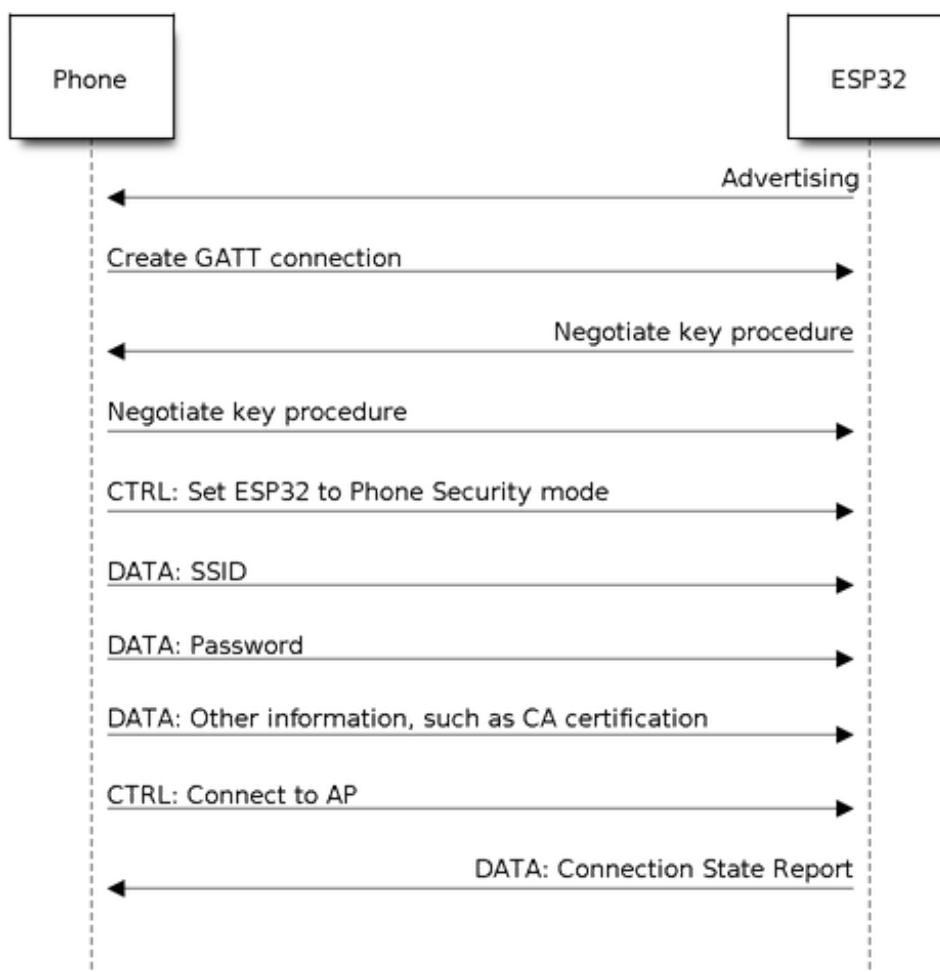 Phone
ESP32
Advertising
Create GATT connection
Negotiate key procedure
Negotiate key procedure
CTRL: Set ESP32 to Phone Security mode
DATA: SSID
DATA: Password
DATA: Other information, such as CA certification
CTRL: Connect to AP
DATA: Connection State Report